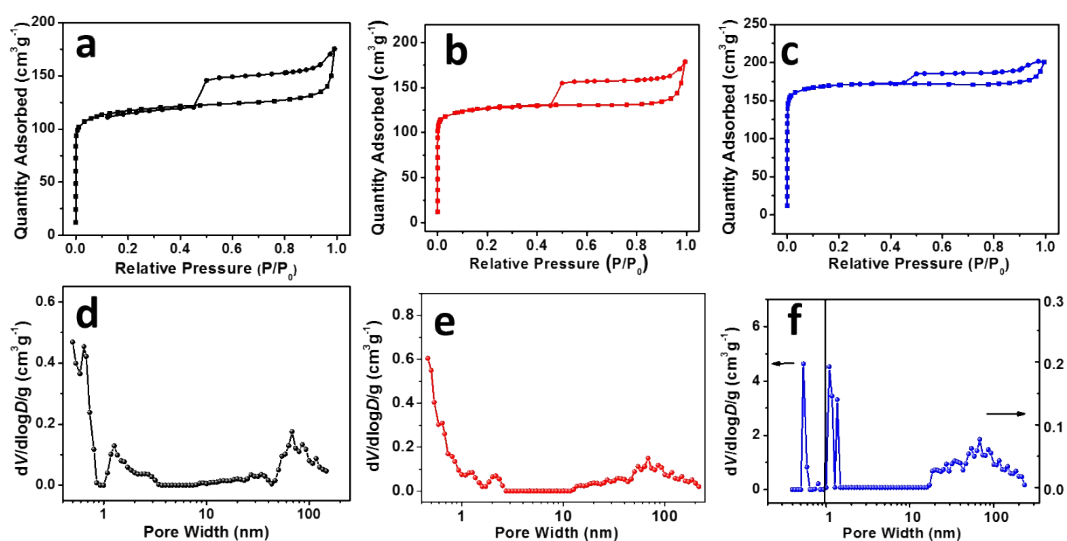 a
Quantity Adsorbed (cm³g⁻¹)
200
150
100
50
0
0.0 0.2 0.4 0.6 0.8 1.0
Relative Pressure (P/P₀)
b
Quantity Adsorbed (cm³g⁻¹)
200
150
100
50
0
0.0 0.2 0.4 0.6 0.8 1.0
Relative Pressure (P/P₀)
c
Quantity Adsorbed (cm³g⁻¹)
250
200
150
100
50
0
0.0 0.2 0.4 0.6 0.8 1.0
Relative Pressure (P/P₀)
d
dV/dlogD/g (cm³g⁻¹)
0.6
0.4
0.2
0.0
1 10 100
Pore Width (nm)
e
dV/dlogD/g (cm³g⁻¹)
0.8
0.6
0.4
0.2
0.0
1 10 100
Pore Width (nm)
f
dV/dlogD/g (cm³g⁻¹)
6
4
2
0
0.3
0.2
0.1
0.0
1 10 100
Pore Width (nm)